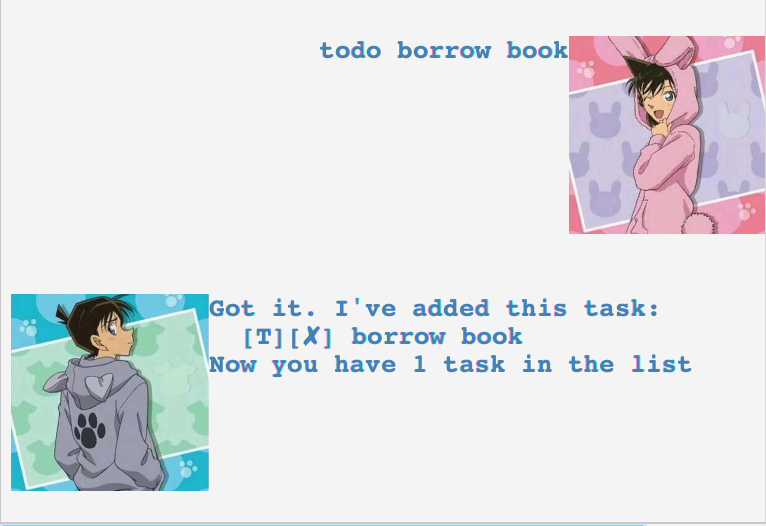 todo borrow book
Got it. I've added this task:
[T][✘] borrow book
Now you have 1 task in the list